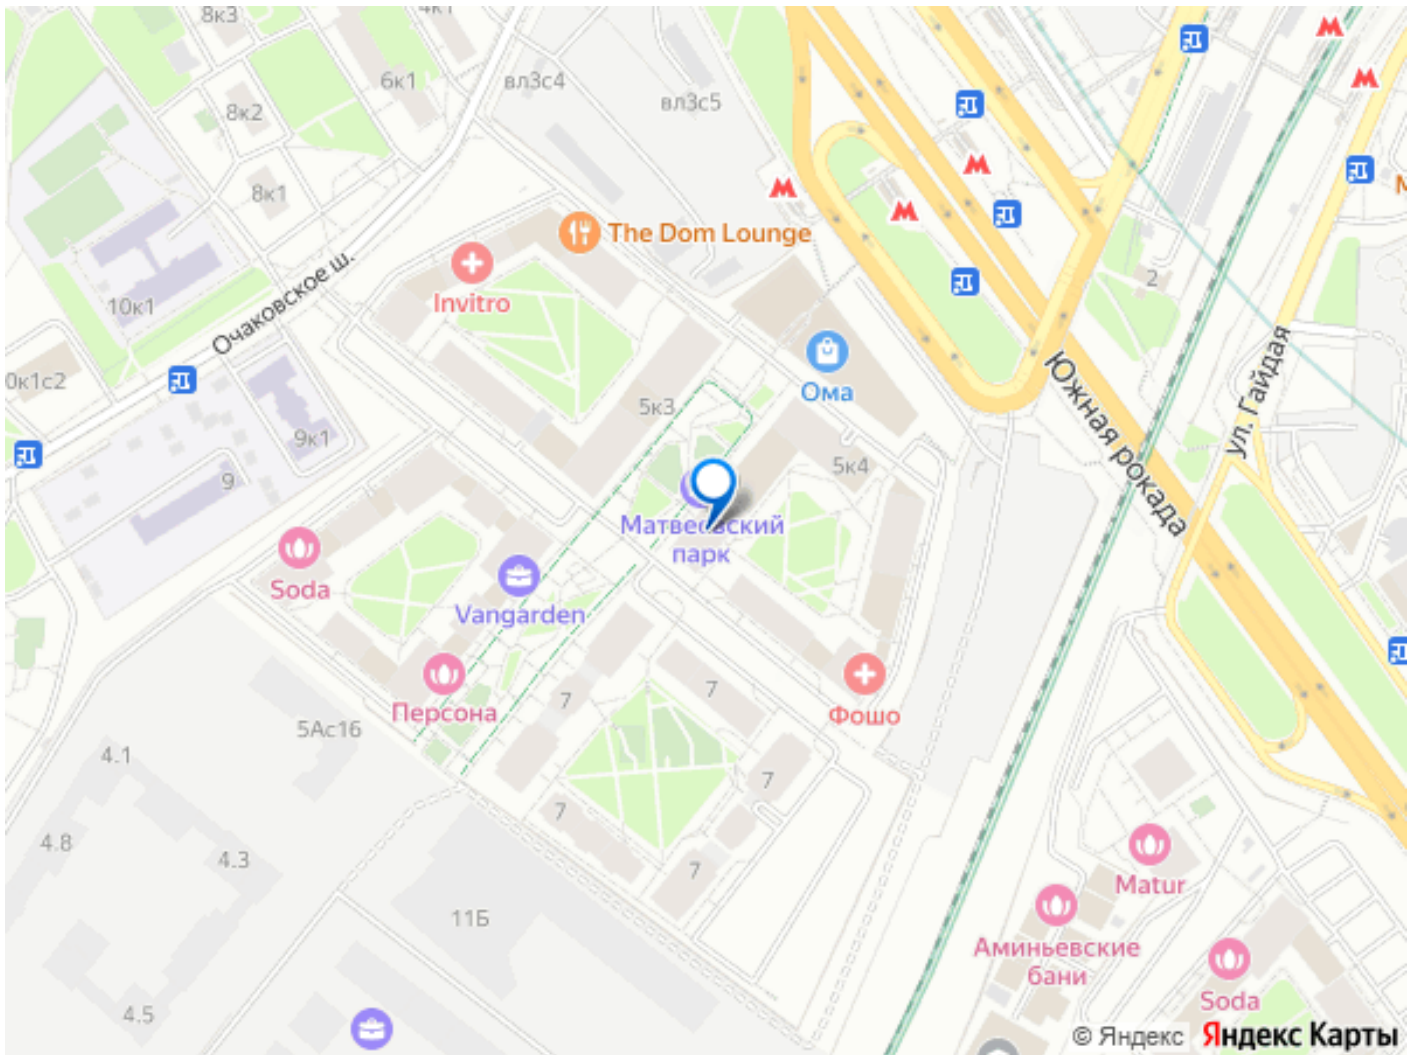 8к3
4к1
6к1
вл3с4
вл3с5
8к2
8к1
The Dom Lounge
Invitro
10к1
Очаковское ш.
2
Ома
0к1с2
5к3
Южная рокада
ул. Гайдая
9к1
5к4
9
Матвеевский
парк
Soda
Vangarden
7
7
Персона
Фошо
5Ас16
4.1
7
7
4.8
4.3
7
Matur
11Б
Аминьевские
бани
Soda
4.5
© Яндекс Яндекс Карты